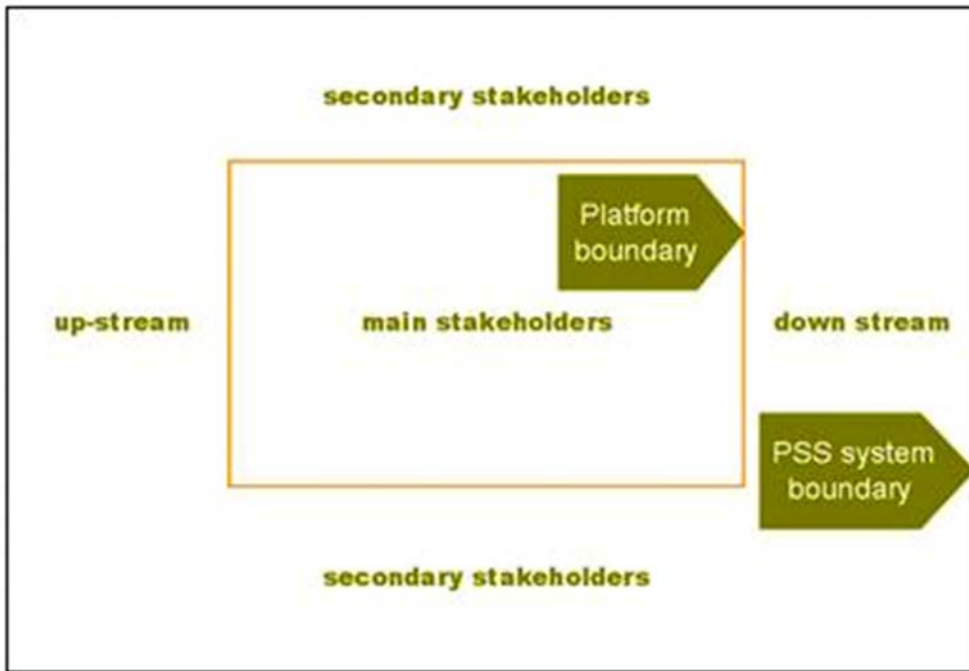 secondary stakeholders
Platform
boundary
up-stream
main stakeholders
down stream
PSS system
boundary
secondary stakeholders